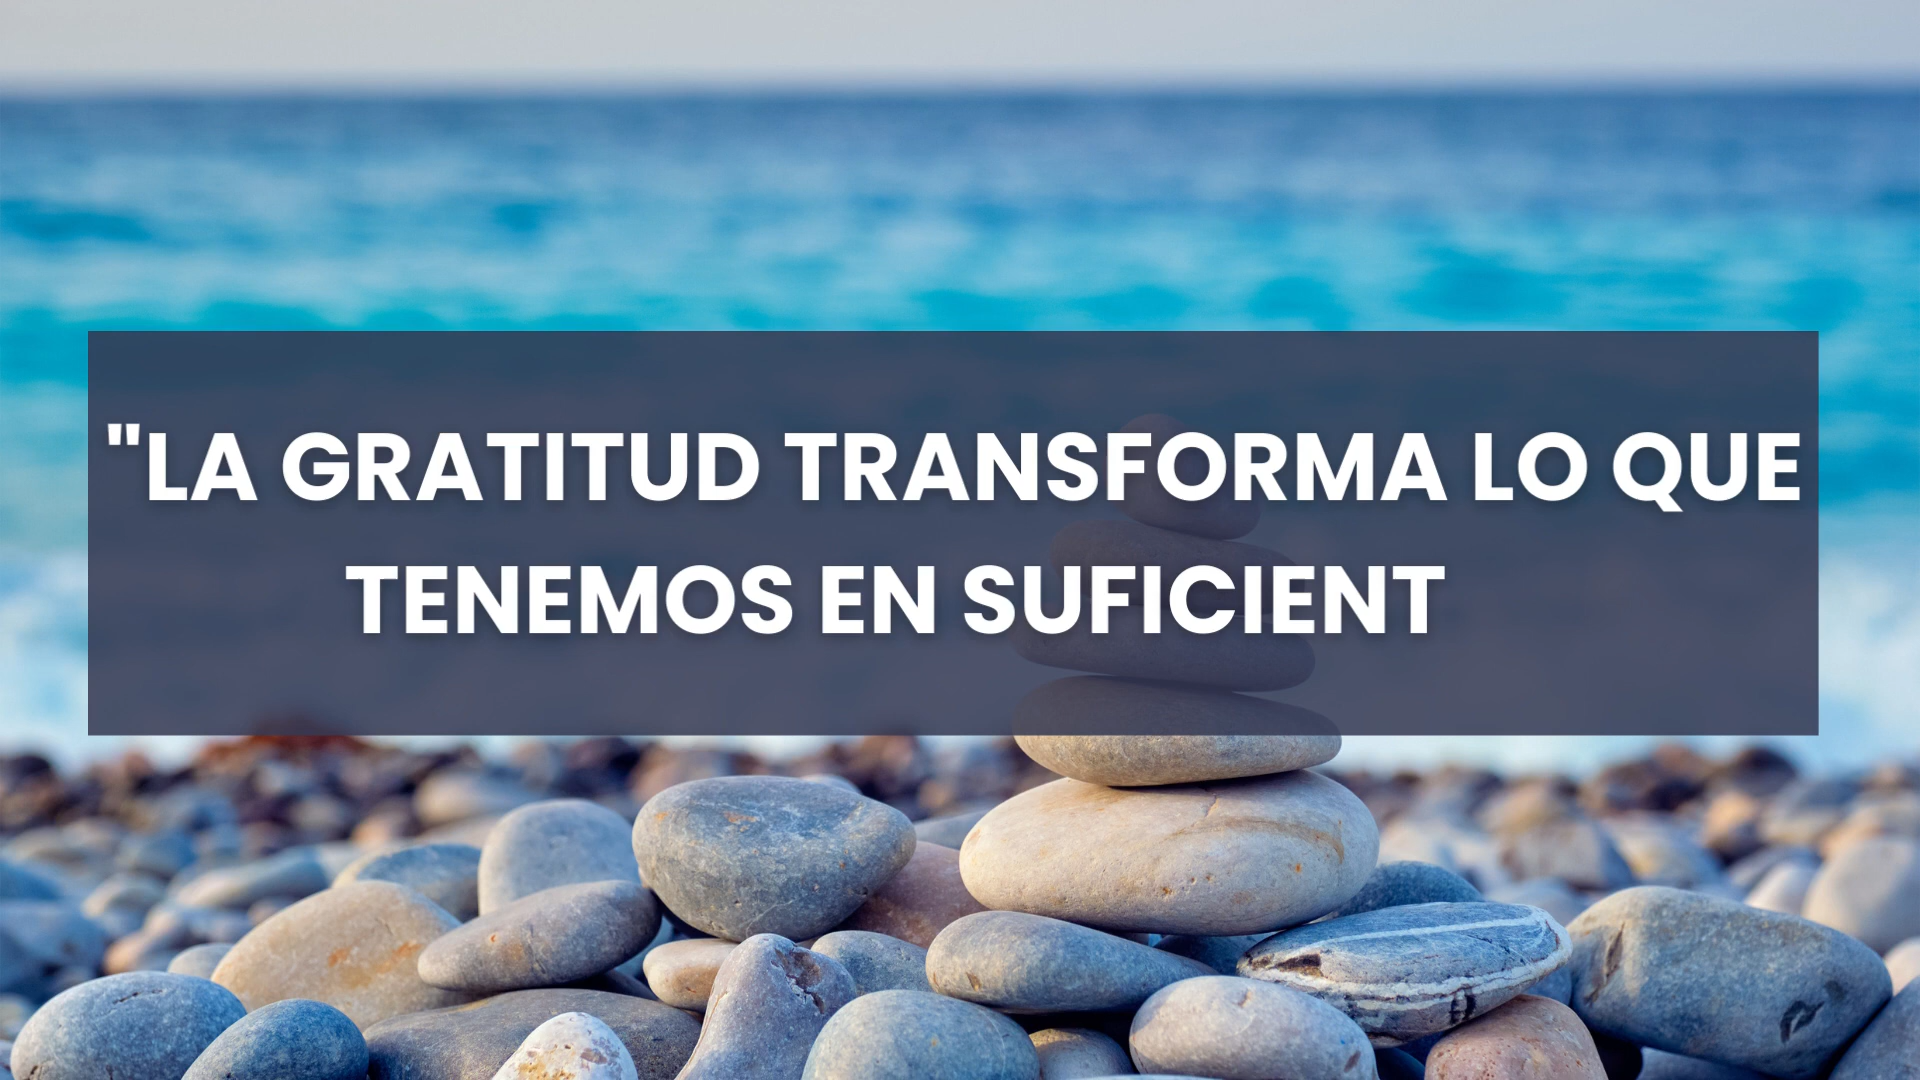 "LA GRATITUD TRANSFORMA LO QUE
TENEMOS EN SUFICIENT